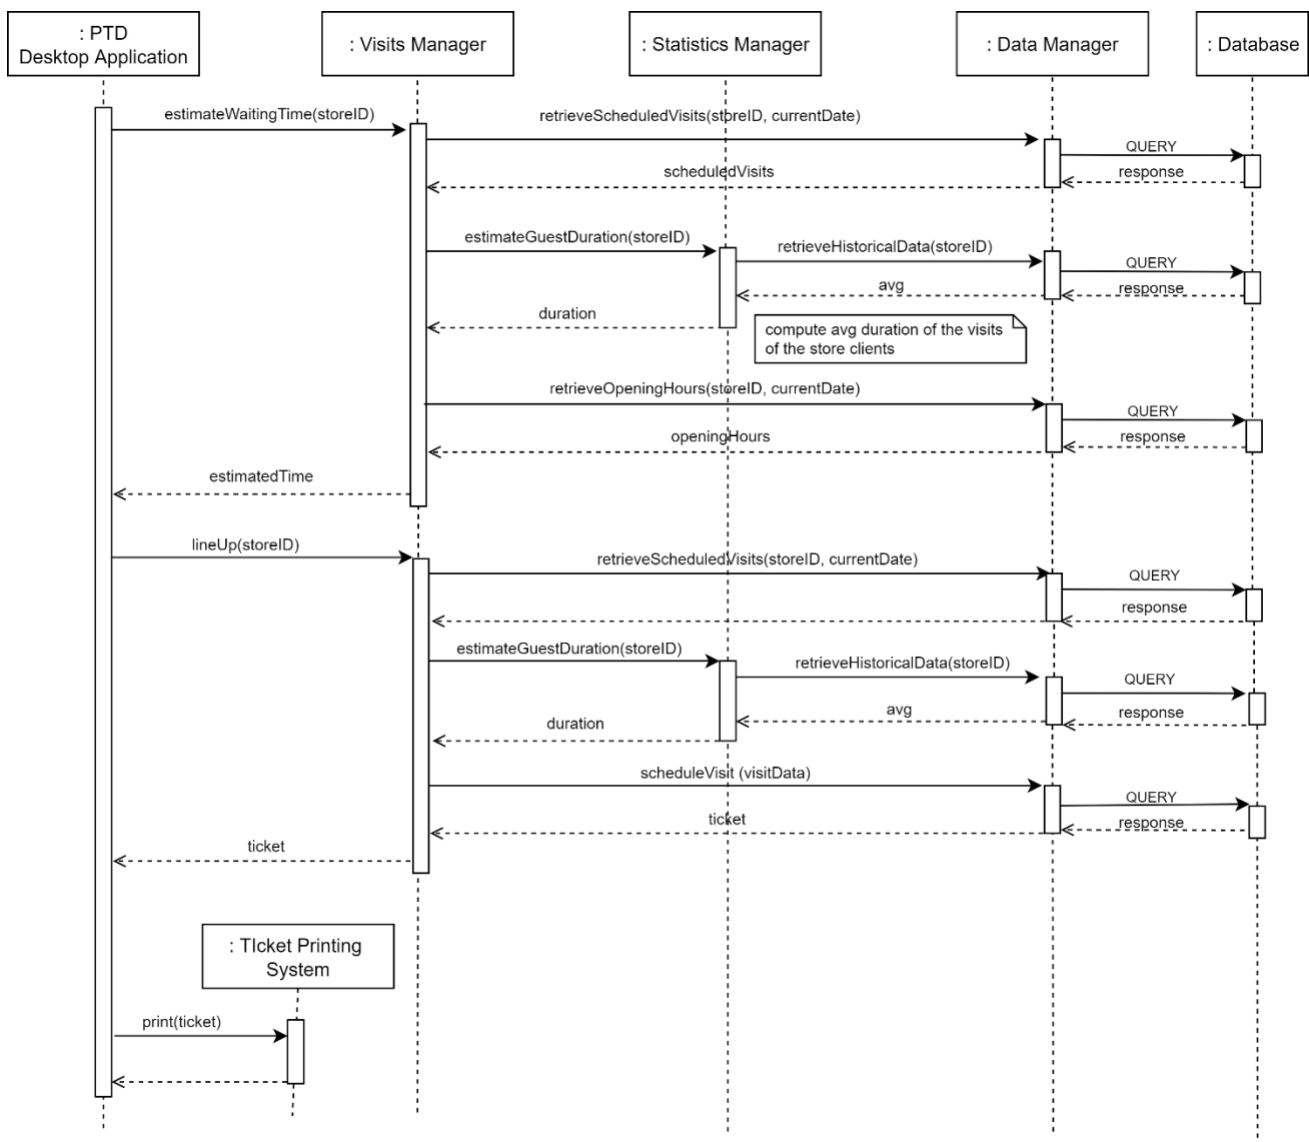 : PTD
Desktop Application
: Visits Manager
: Statistics Manager
: Data Manager
: Database
estimateWaitingTime(storeID)
retrieveScheduledVisits(storeID, currentDate)
QUERY
response
scheduledVisits
estimateGuestDuration(storeID)
retrieveHistoricalData(storeID)
QUERY
response
avg
duration
compute avg duration of the visits
of the store clients
retrieveOpeningHours(storeID, currentDate)
QUERY
response
openingHours
estimatedTime
lineUp(storeID)
retrieveScheduledVisits(storeID, currentDate)
QUERY
response
estimateGuestDuration(storeID)
retrieveHistoricalData(storeID)
QUERY
response
avg
duration
scheduleVisit (visitData)
QUERY
response
ticket
ticket
: TIcket Printing
System
print(ticket)